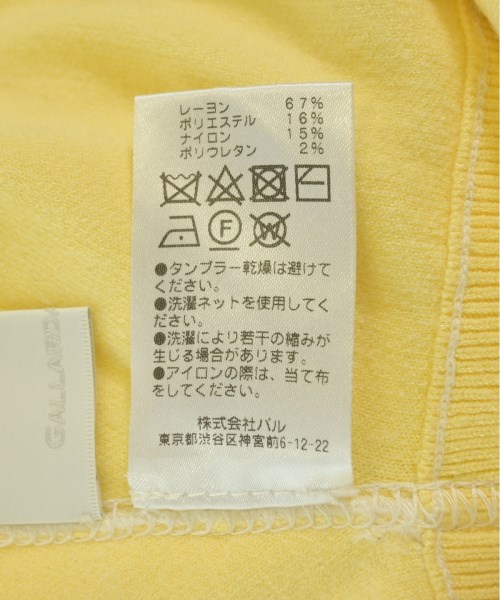 レーヨン 67%
ポリエステル 16%
ナイロン 15%
ポリウレタン 2%
F W
●タンブラー乾燥は避けて
ください。
●洗濯ネットを使用してく
ださい。
●洗濯により若干の縮みが
生じる場合があります。
●アイロンの際は、当て布
をしてください。
株式会社パル
東京都渋谷区神宮前6-12-22